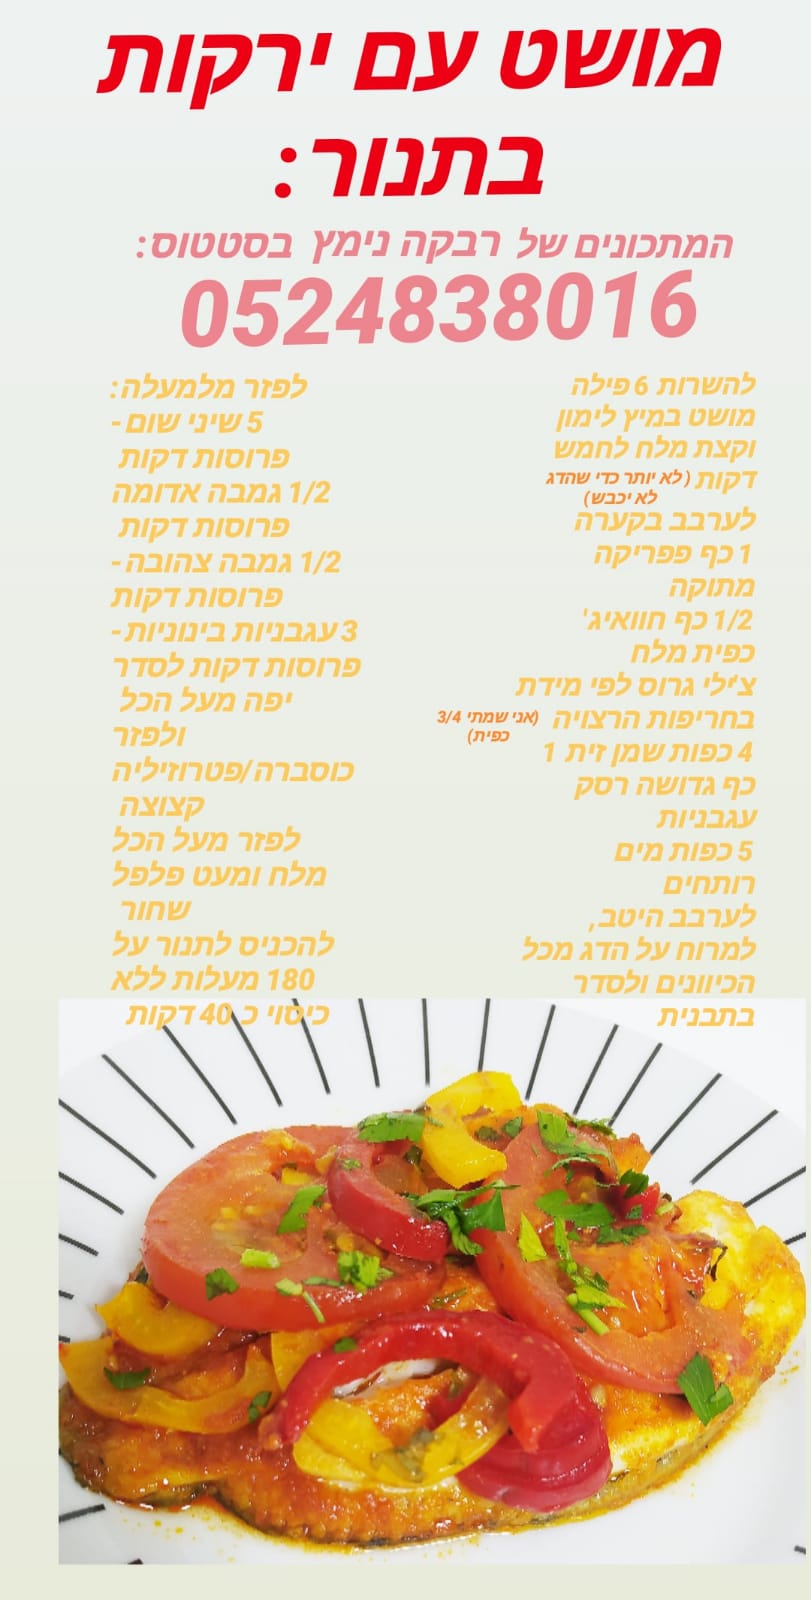 מושט עם ירקות
בתנור:
המתכונים של רבקה נימץ בסטטוס:
0524838016
להשרות 6 פילה
מושט במיץ לימון
וקצת מלח לחמש
דקות (לא יותר כדי שהדג
לא יכבש)
לערבב בקערה
1 כף פפריקה
מתוקה
1/2 כף חוואיג'
כפית מלח
צ'ילי גרוס לפי מידת
בחריפות הרצויה (אני שמתי 3/4
כפית)
4 כפות שמן זית 1
כף גדושה רסק
עגבניות
5 כפות מים
רותחים
לערבב היטב,
למרוח על הדג מכל
הכיוונים ולסדר
בתבנית
לפזר מלמעלה:
5 שיני שום -
פרוסות דקות
1/2 גמבה אדומה
פרוסות דקות
1/2 גמבה צהובה -
פרוסות דקות
3 עגבניות בינוניות -
פרוסות דקות לסדר
יפה מעל הכל
ולפזר
כוסברה/פטרוזיליה
קצוצה
לפזר מעל הכל
מלח ומעט פלפל
שחור
להכניס לתנור על
180 מעלות ללא
כיסוי כ 40 דקות